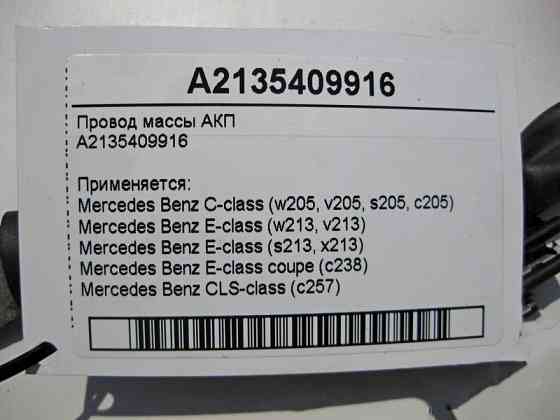 A2135409916
Провод массы АКП
A2135409916
Применяется:
Mercedes Benz C-class (w205, v205, s205, c205)
Mercedes Benz E-class (w213, v213)
Mercedes Benz E-class (s213, x213)
Mercedes Benz E-class coupe (c238)
Mercedes Benz CLS-class (c257)